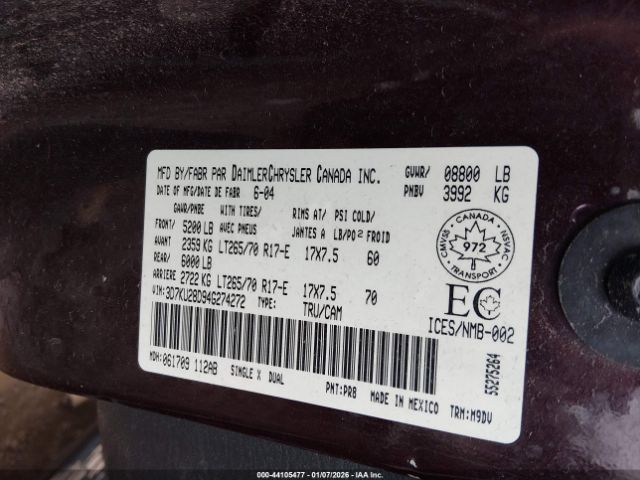 MFD BY/FABR PAR DAIMLERCHRYSLER CANADA INC. GVWR/ 08800 LB
DATE OF MFG/DATE DE FABR 6-04 PNBV 3992 KG
GAWR/PNBE WITH TIRES/ RIMS AT/ PSI COLD/
FRONT/ 5200 LB AVEC PNEUS JANTES A LB/PO2 FROID
AVANT 2359 KG LT265/70 R17-E 17X7.5 60
REAR/ 6000 LB
ARRIERE 2722 KG LT265/70 R17-E 17X7.5 70
VIN: 3D7KU28D94G274272 TYPE: TRU/CAM
CANADA
CMVSS 972 NSVAC
TRANSPORT
EC
ICES/NMB-002
MDH: 061709 112AB SINGLE X DUAL
PNT: PR8 MADE IN MEXICO TRM: M9DV
55275264
000-44105477 - 01/07/2026 - IAAI.COM